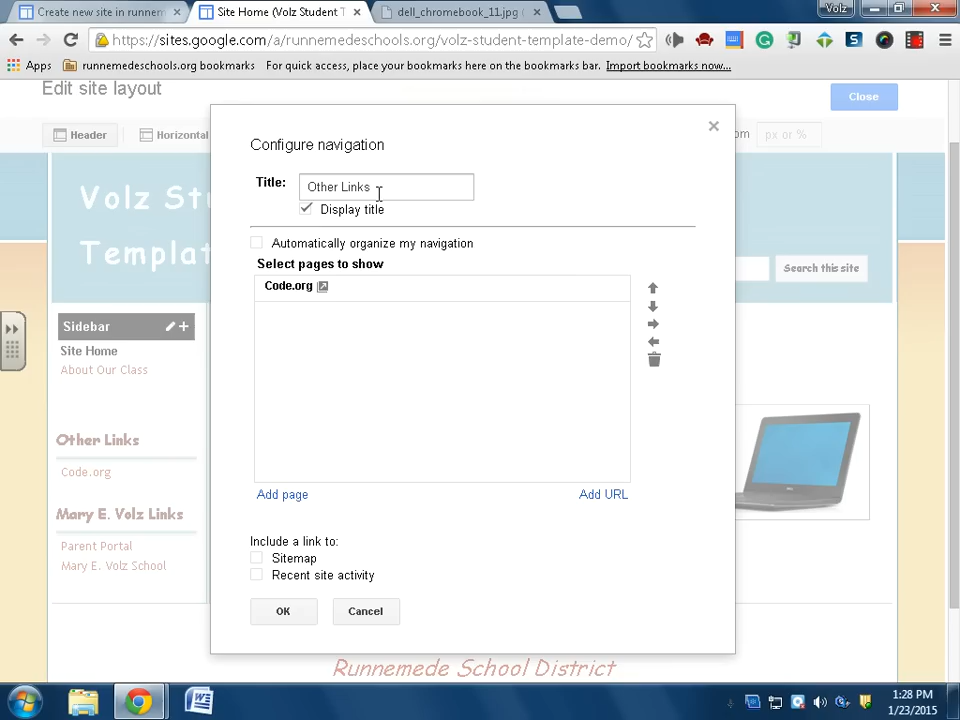 Create new site in runnem
Site Home (Volz Student T
dell_chromebook_11.jpg (
Volz
https://sites.google.com/a/runnemedeschools.org/volz-student-template-demo/
Apps
runnemedeschools.org bookmarks
For quick access, place your bookmarks here on the bookmarks bar.
Import bookmarks now...
Edit site layout
Close
Header
Horizontal
px or %
Volz
Templat
Search this site
Sidebar
Site Home
About Our Class
Other Links
Code.org
Mary E. Volz Links
Parent Portal
Mary E. Volz School
Configure navigation
Title:
Other Links
Display title
Automatically organize my navigation
Select pages to show
Code.org
Add page
Add URL
Include a link to:
Sitemap
Recent site activity
OK
Cancel
Runnemede School District
1:28 PM
1/23/2015